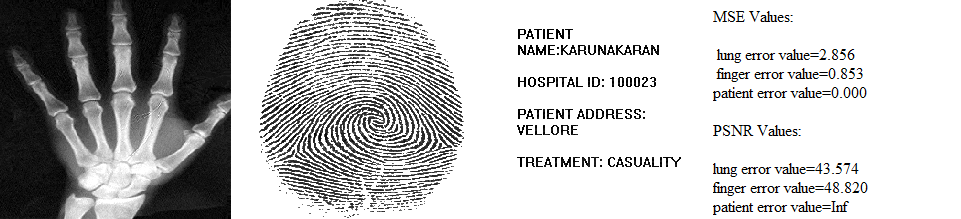 PATIENT
NAME:KARUNAKARAN
HOSPITAL ID: 100023
PATIENT ADDRESS:
VELLORE
TREATMENT: CASUALITY
MSE Values:
lung error value=2.856
finger error value=0.853
patient error value=0.000
PSNR Values:
lung error value=43.574
finger error value=48.820
patient error value=Inf